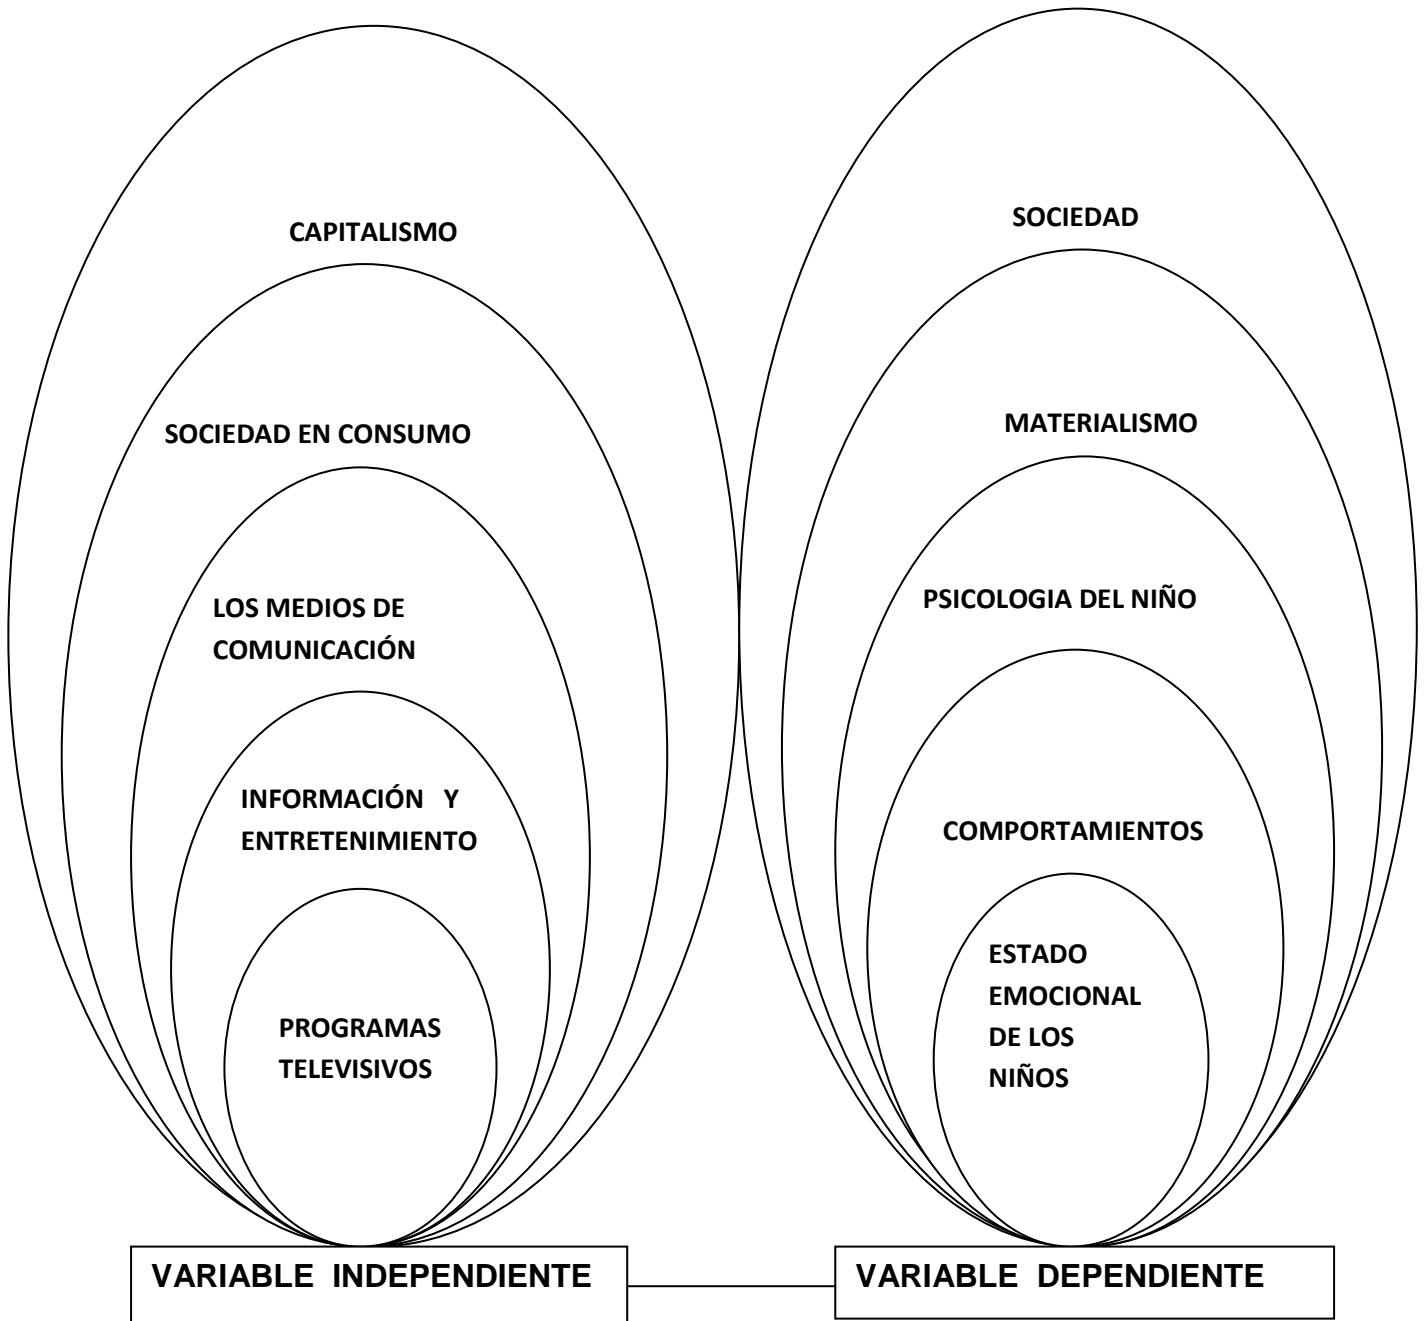 CAPITALISMO
SOCIEDAD EN CONSUMO
LOS MEDIOS DE
COMUNICACIÓN
INFORMACIÓN Y
ENTRETENIMIENTO
PROGRAMAS
TELEVISIVOS
VARIABLE INDEPENDIENTE
SOCIEDAD
MATERIALISMO
PSICOLOGIA DEL NIÑO
COMPORTAMIENTOS
ESTADO
EMOCIONAL
DE LOS
NIÑOS
VARIABLE DEPENDIENTE